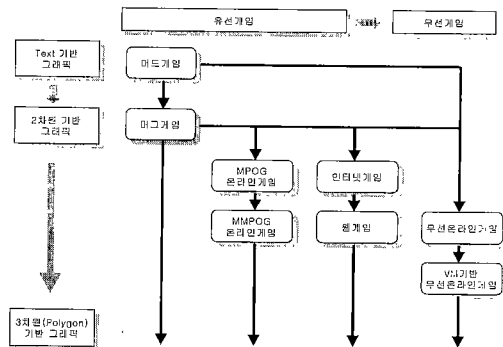 유선게임
무선게임
Text 기반
그래픽
머드게임
2차원 기반
그래픽
머그게임
MPOG
온라인게임
인터넷게임
MMPOG
온라인게임
웹게임
무선온라인게임
VM기반
무선온라인게임
3차원(Polygon)
기반 그래픽